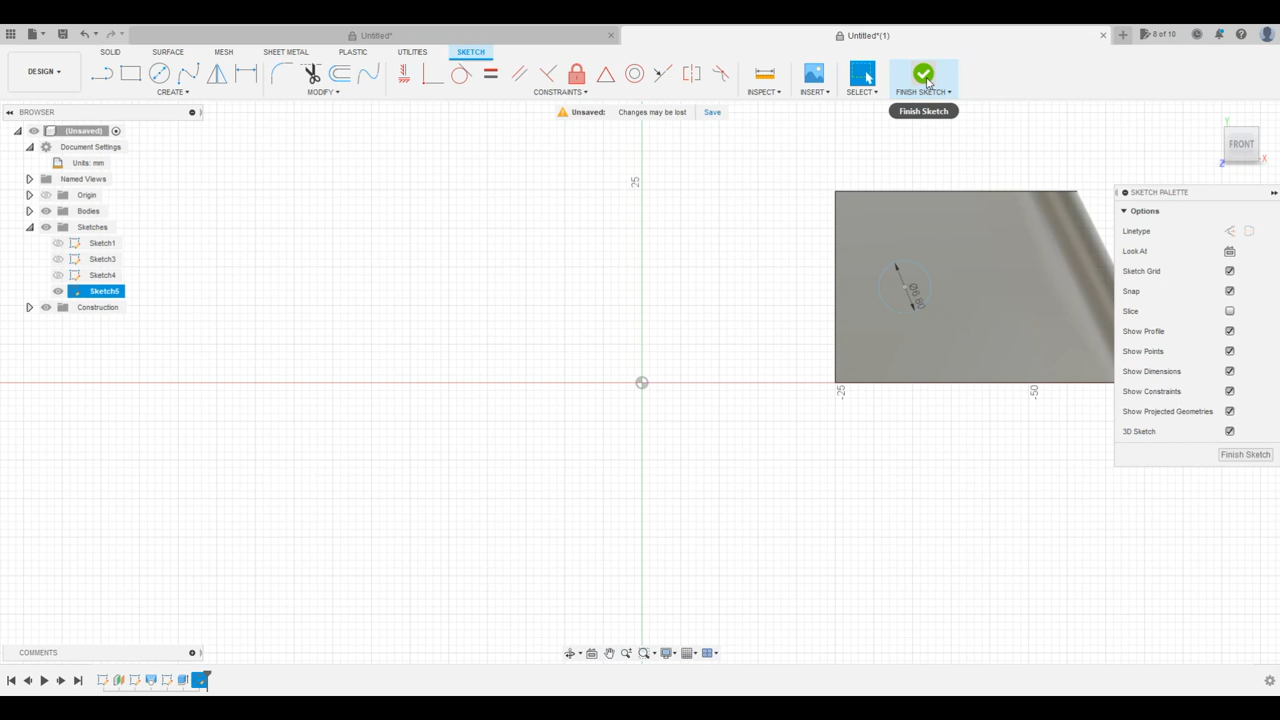 Untitled*
Untitled*(1)
8 of 10
SOLID
SURFACE
MESH
SHEET METAL
PLASTIC
UTILITIES
SKETCH
DESIGN
CREATE
MODIFY
CONSTRAINTS
INSPECT
INSERT
SELECT
FINISH SKETCH
Finish Sketch
BROWSER
Unsaved:
Changes may be lost
Save
(Unsaved)
Document Settings
Units: mm
Named Views
Origin
Bodies
Sketches
Sketch1
Sketch3
Sketch4
Sketch5
Construction
25
Ø6.80
-25
-50
Y
FRONT
Z
X
SKETCH PALETTE
Options
Linetype
Look At
Sketch Grid
Snap
Slice
Show Profile
Show Points
Show Dimensions
Show Constraints
Show Projected Geometries
3D Sketch
Finish Sketch
COMMENTS